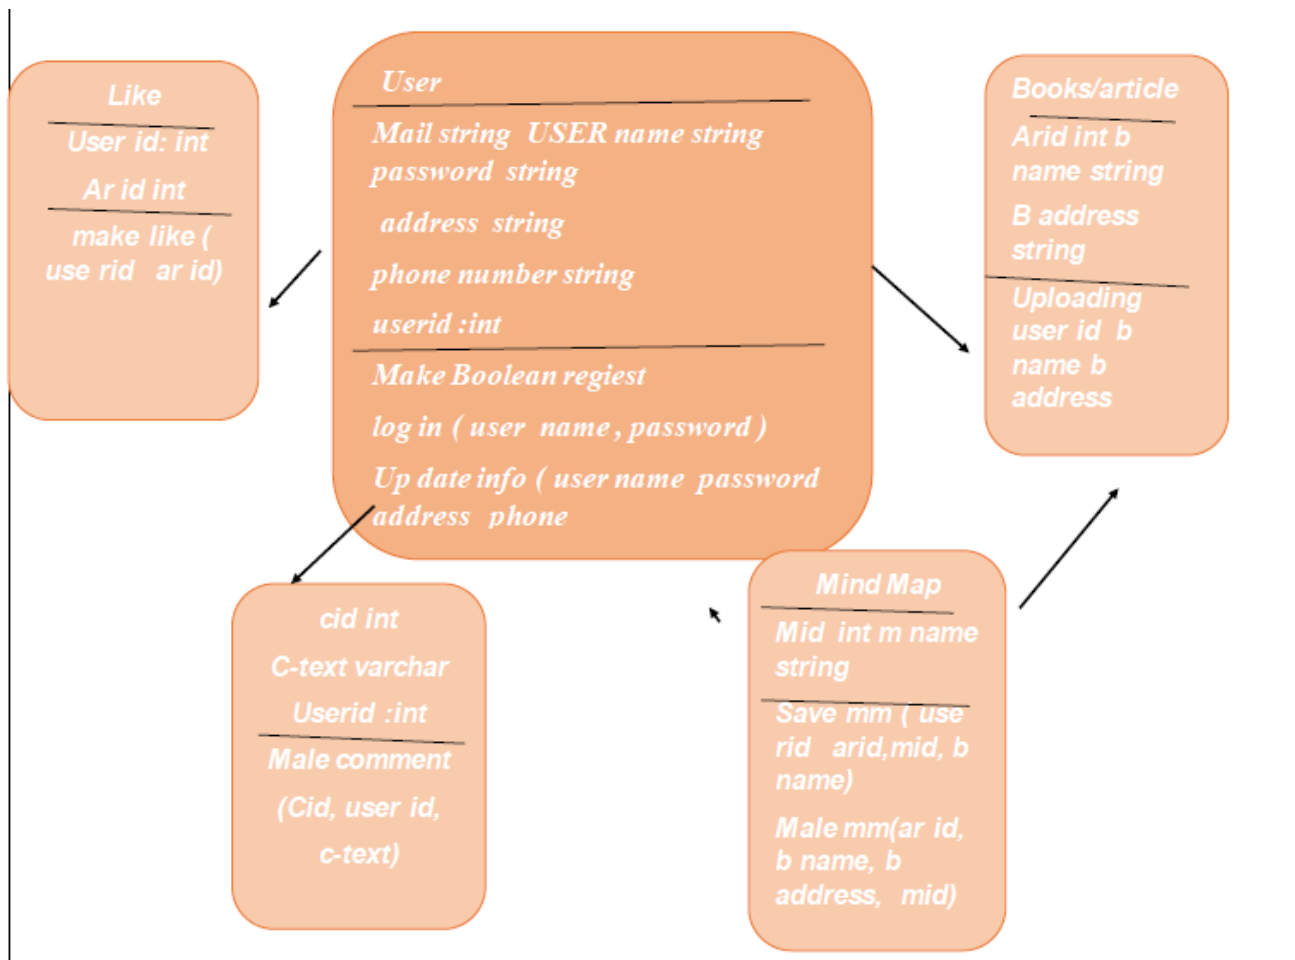 Like
User id: int
Ar id int
make like (
use rid ar id)
User
Mail string USER name string
password string
address string
phone number string
userid :int
Make Boolean regiest
log in ( user name , password )
Up date info ( user name password
address phone
Books/article
Arid int b
name string
B address
string
Uploading
user id b
name b
address
cid int
C-text varchar
Userid :int
Male comment
(Cid, user id,
c-text)
Mind Map
Mid int m name
string
Save mm ( use
rid arid,mid, b
name)
Male mm(ar id,
b name, b
address, mid)